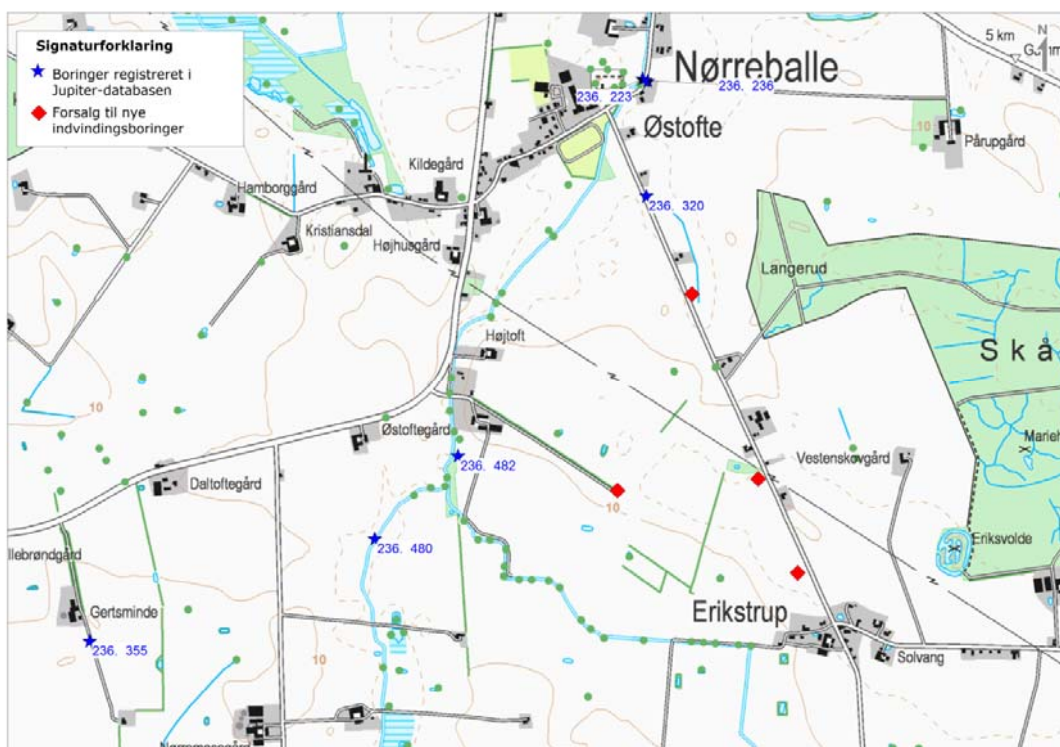 Signaturforklaring
Boringer registreret i
Jupiter-databasen
Forsalg til nye
indvindingsboringer
5 km
N
Nørreballe
236. 223
236. 236
Østofte
Pårupgård
Kildegård
Hamborggård
236. 320
Kristiansdal
Højhusgård
Langerud
Højtoft
Skå
10
10
Østoftegård
Marieh
236. 482
Vestenskovgård
Daltoftegård
10
236. 480
Eriksvolde
llebrøndgård
Gertsminde
Erikstrup
236. 355
10
Solvang